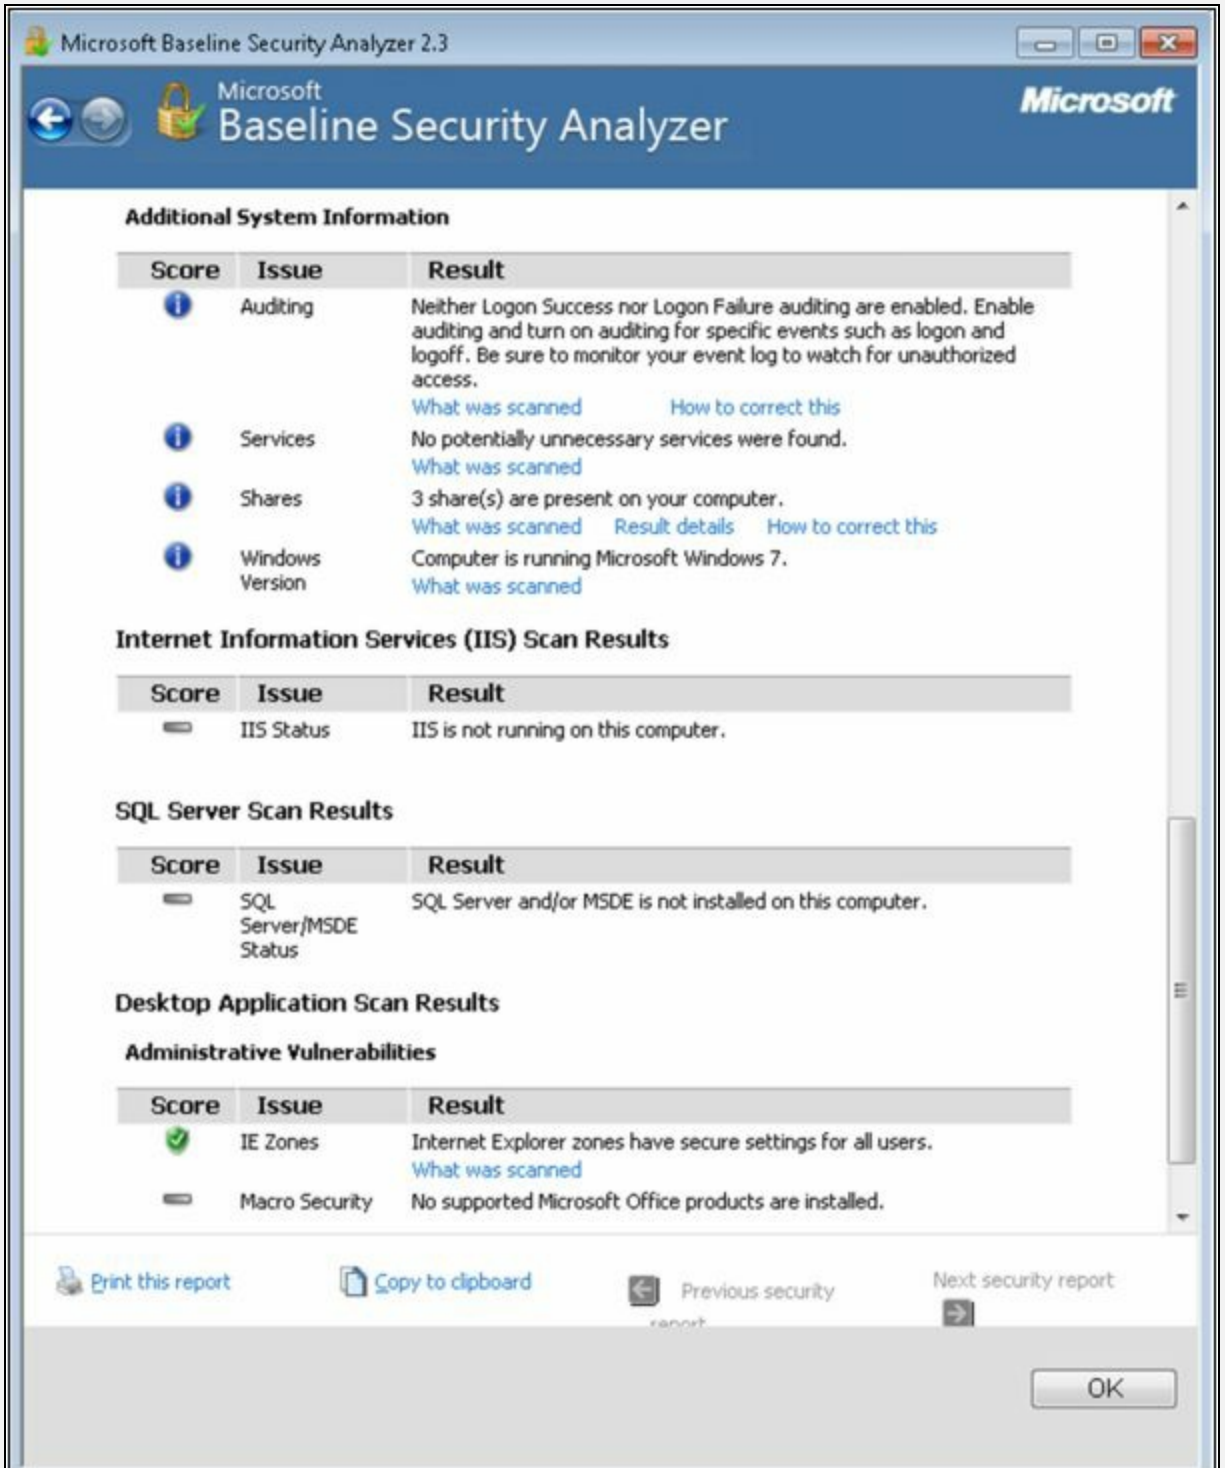 Microsoft Baseline Security Analyzer 2.3
Microsoft
Baseline Security Analyzer
Microsoft
Additional System Information
Score Issue Result
Auditing Neither Logon Success nor Logon Failure auditing are enabled. Enable
auditing and turn on auditing for specific events such as logon and
logoff. Be sure to monitor your event log to watch for unauthorized
access.
What was scanned How to correct this
Services No potentially unnecessary services were found.
What was scanned
Shares 3 share(s) are present on your computer.
What was scanned Result details How to correct this
Windows Computer is running Microsoft Windows 7.
Version What was scanned
Internet Information Services (IIS) Scan Results
Score Issue Result
IIS Status IIS is not running on this computer.
SQL Server Scan Results
Score Issue Result
SQL SQL Server and/or MSDE is not installed on this computer.
Server/MSDE
Status
Desktop Application Scan Results
Administrative Vulnerabilities
Score Issue Result
IE Zones Internet Explorer zones have secure settings for all users.
What was scanned
Macro Security No supported Microsoft Office products are installed.
Print this report Copy to clipboard Previous security Next security report
report
OK